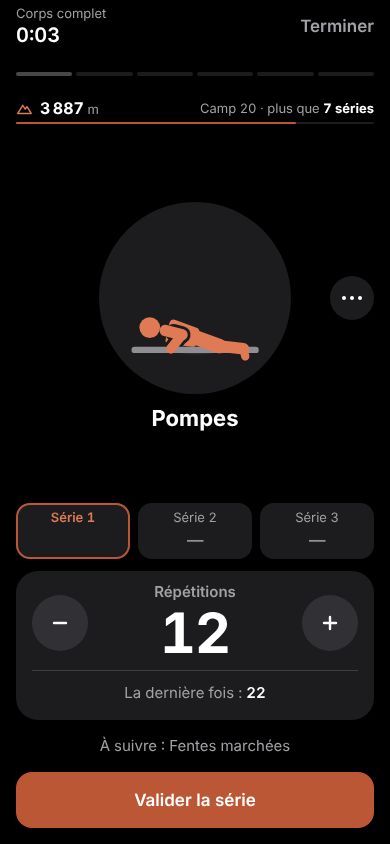 Corps complet
0:03
Terminer
3 887 m
Camp 20 · plus que 7 séries
Pompes
Série 1
Série 2
—
Série 3
—
Répétitions
12
La dernière fois : 22
À suivre : Fentes marchées
Valider la série